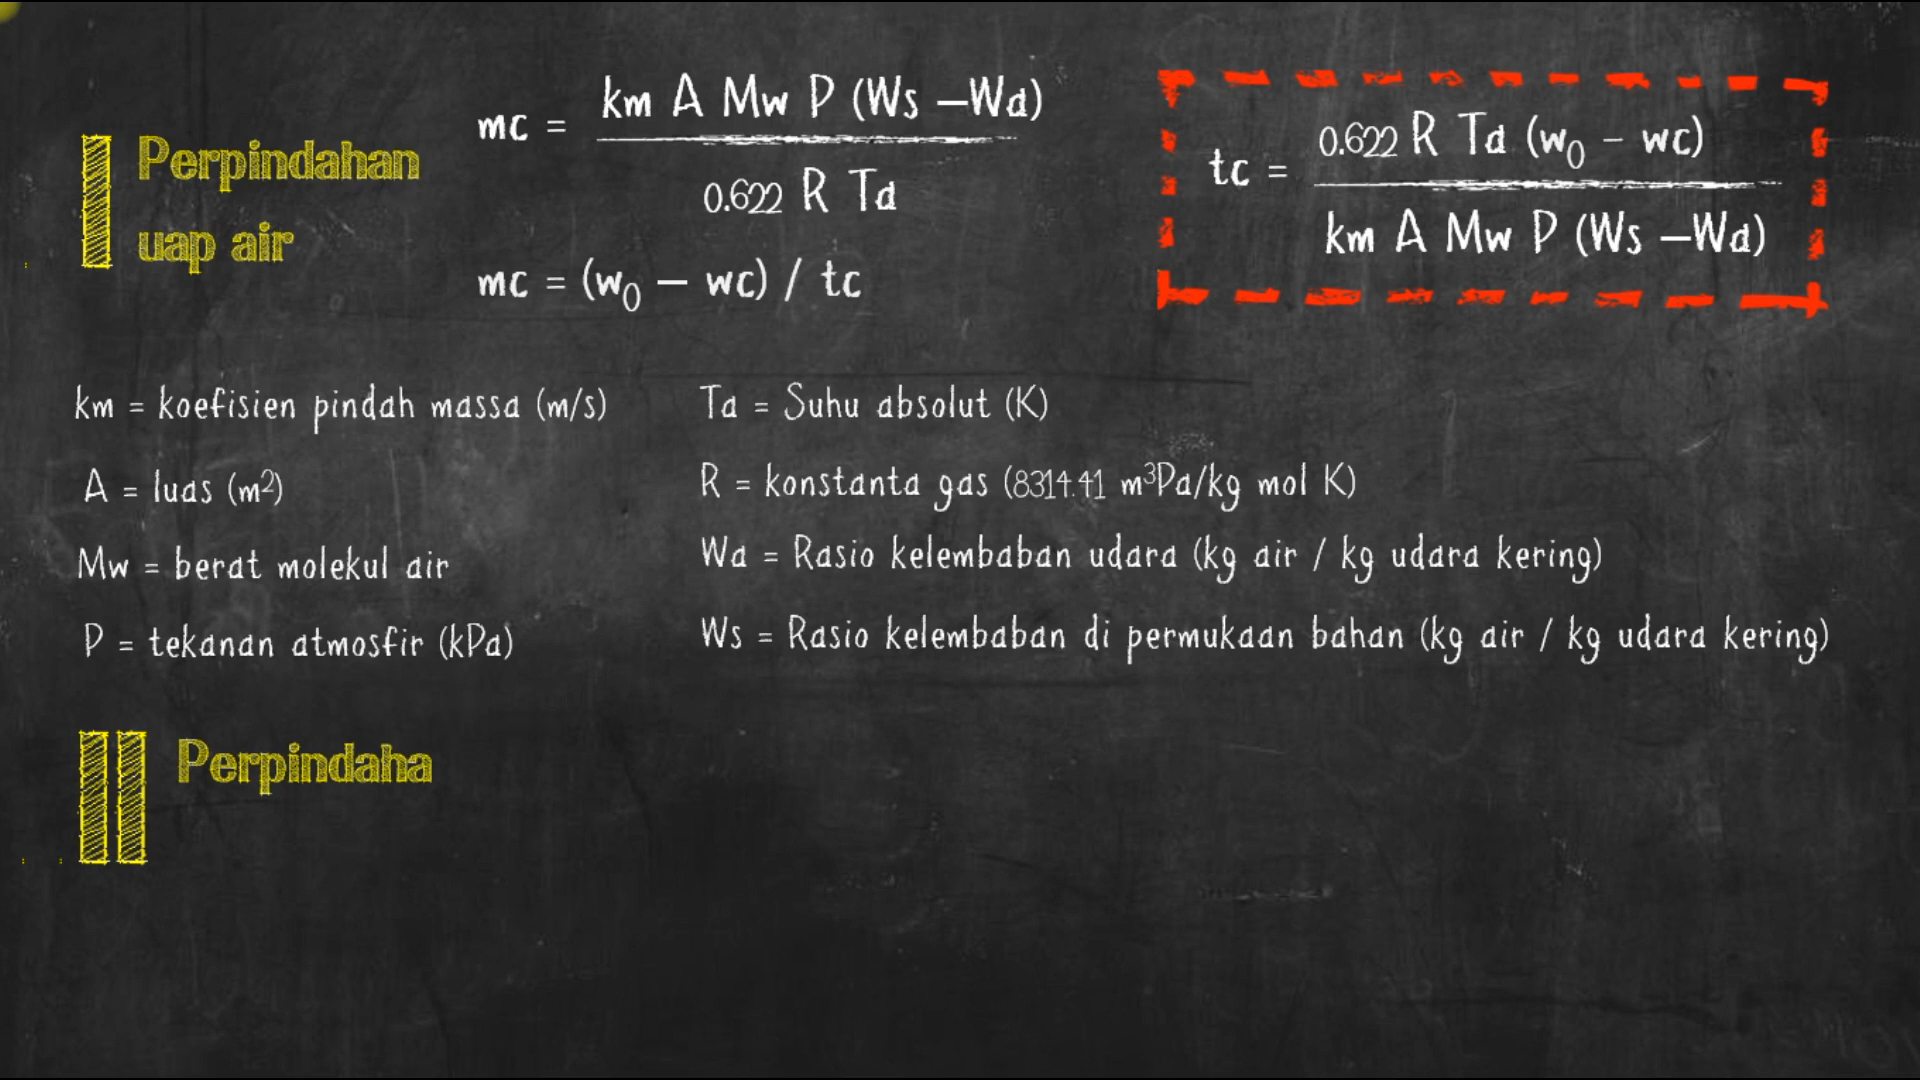 I Perpindahan
uap air
mc = km A Mw P (Ws –Wa)
0.622 R Ta
mc = (w₀ – wc) / tc
tc = 0.622 R Ta (w₀ – wc)
km A Mw P (Ws –Wa)
km = koefisien pindah massa (m/s)
A = luas (m²)
Mw = berat molekul air
P = tekanan atmosfir (kPa)
Ta = Suhu absolut (K)
R = konstanta gas (8314.41 m³Pa/kg mol K)
Wa = Rasio kelembaban udara (kg air / kg udara kering)
Ws = Rasio kelembaban di permukaan bahan (kg air / kg udara kering)
II Perpindaha